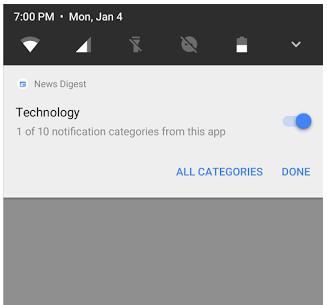 7:00 PM • Mon, Jan 4
News Digest
Technology
1 of 10 notification categories from this app
ALL CATEGORIES DONE